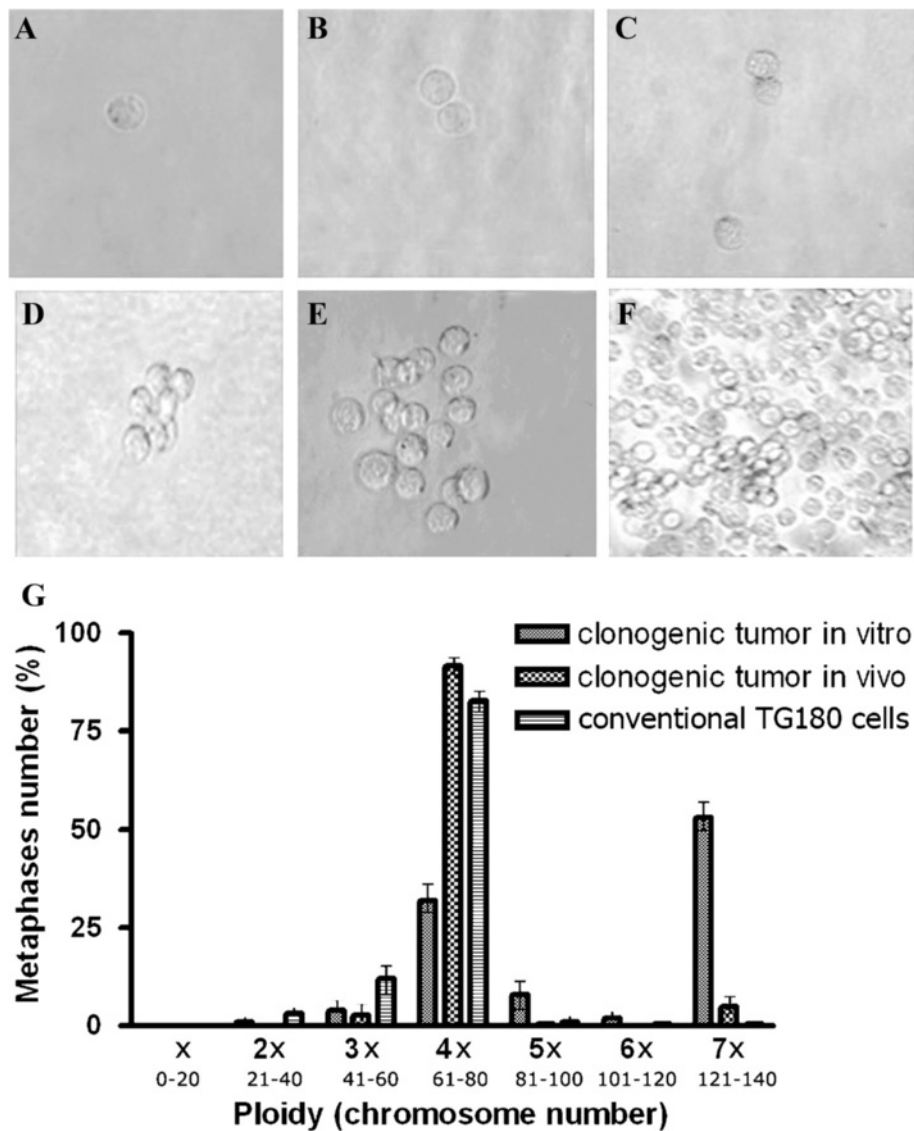 A
B
C
D
E
F
G
100
75
50
25
0
Metaphases number (%)
clonogenic tumor in vitro
clonogenic tumor in vivo
conventional TG180 cells
x 2x 3x 4x 5x 6x 7x
0-20 21-40 41-60 61-80 81-100 101-120 121-140
Ploidy (chromosome number)